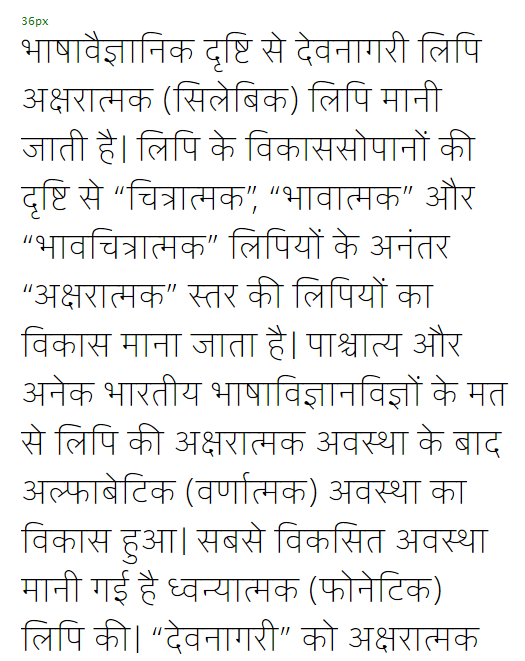 36px
भाषावैज्ञानिक दृष्टि से देवनागरी लिपि
अक्षरात्मक (सिलेबिक) लिपि मानी
जाती है। लिपि के विकाससोपानों की
दृष्टि से “चित्रात्मक”, “भावात्मक” और
“भावचित्रात्मक” लिपियों के अनंतर
“अक्षरात्मक” स्तर की लिपियों का
विकास माना जाता है। पाश्चात्य और
अनेक भारतीय भाषाविज्ञानविज्ञों के मत
से लिपि की अक्षरात्मक अवस्था के बाद
अल्फाबेटिक (वर्णात्मक) अवस्था का
विकास हुआ। सबसे विकसित अवस्था
मानी गई है ध्वन्यात्मक (फोनेटिक)
लिपि की। “देवनागरी” को अक्षरात्मक